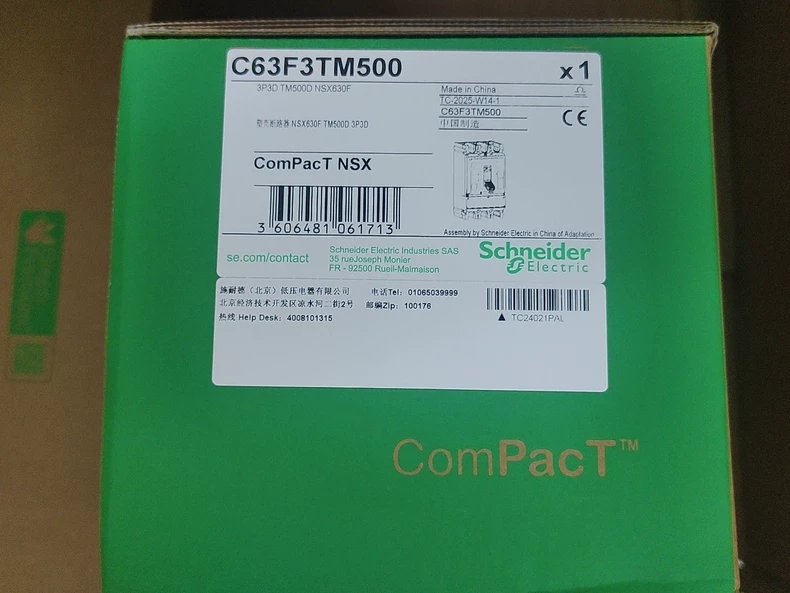 C63F3TM500
x1
3P3D TM500D NSX630F
塑壳断路器 NSX630F TM500D 3P3D
Made in China
TC-2025-W14-1
C63F3TM500
中国制造
CE
ComPacT NSX
3 606481 061713
Assembly by Schneider Electric in China of Adaptation
se.com/contact
Schneider Electric Industries SAS
35 rueJoseph Monier
FR - 92500 Rueil-Malmaison
Schneider
Electric
施耐德（北京）低压电器有限公司 电话Tel: 01065039999
北京经济技术开发区凉水河二街2号 邮编Zip: 100176
热线 Help Desk: 4008101315
▲ TC24021PAL
ComPacT™